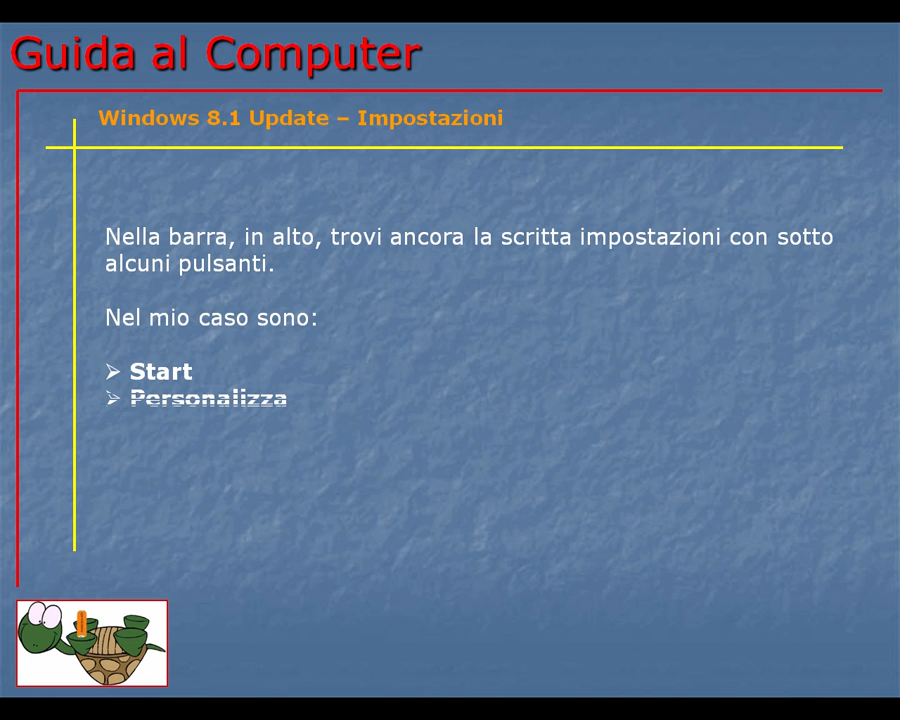 Guida al Computer
Windows 8.1 Update – Impostazioni
Nella barra, in alto, trovi ancora la scritta impostazioni con sotto
alcuni pulsanti.
Nel mio caso sono:
➢ Start
➢ Personalizza